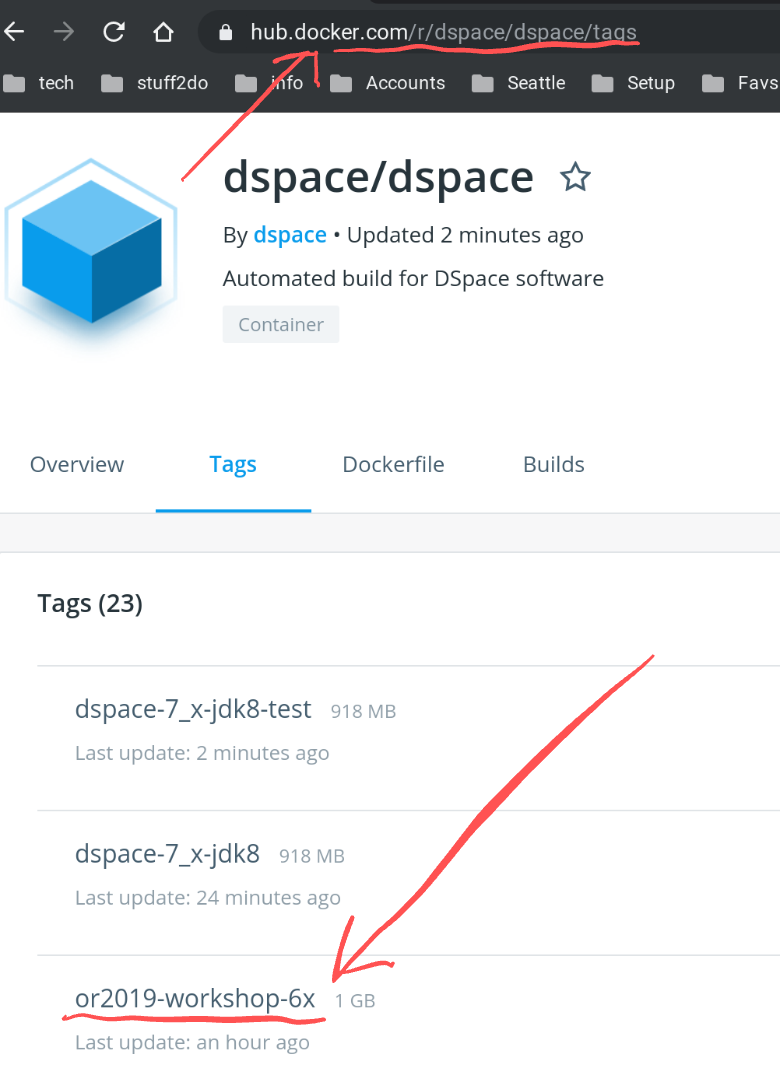 hub.docker.com/r/dspace/dspace/tags
tech stuff2do info Accounts Seattle Setup Favs
dspace/dspace
By dspace • Updated 2 minutes ago
Automated build for DSpace software
Container
Overview Tags Dockerfile Builds
Tags (23)
dspace-7_x-jdk8-test 918 MB
Last update: 2 minutes ago
dspace-7_x-jdk8 918 MB
Last update: 24 minutes ago
or2019-workshop-6x 1 GB
Last update: an hour ago